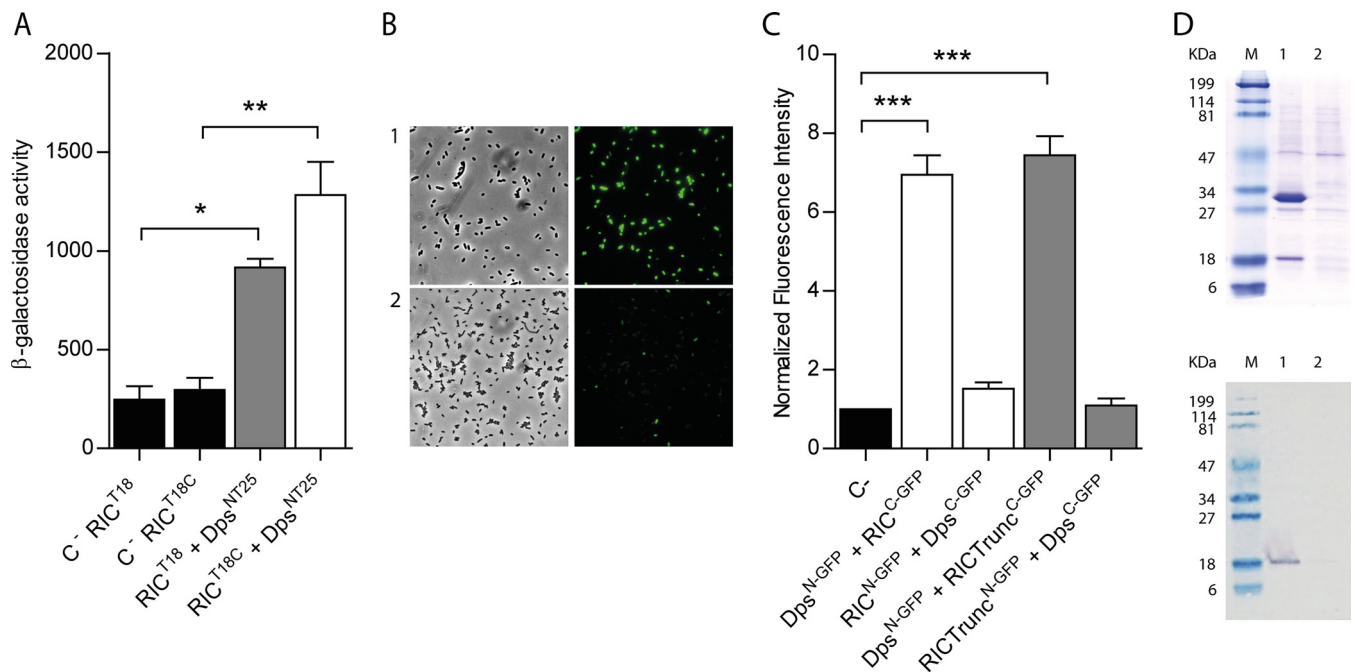 A
2000
1500
1000
500
0
β-galactosidase activity
*
**
C⁻ RIC^T18
C⁻ RIC^T18C
RIC^T18 + Dps^NT25
RIC^T18C + Dps^NT25
B
1
2
C
10
8
6
4
2
0
Normalized Fluorescence Intensity
***
***
C-
Dps^N-GFP + RIC^C-GFP
RIC^N-GFP + Dps^C-GFP
Dps^N-GFP + RICTrunc^C-GFP
RICTrunc^N-GFP + Dps^C-GFP
D
KDa M 1 2
199
114
81
47
34
27
18
6
KDa M 1 2
199
114
81
47
34
27
18
6